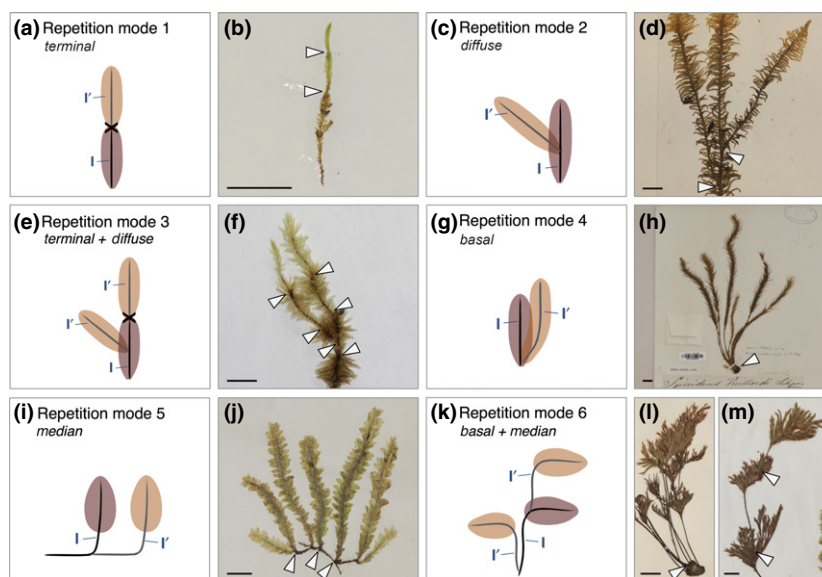 (a) Repetition mode 1
terminal
I′
I
(b)
(c) Repetition mode 2
diffuse
I′
I
(d)
(e) Repetition mode 3
terminal + diffuse
I′
I
(f)
(g) Repetition mode 4
basal
I
I′
(h)
(i) Repetition mode 5
median
I
I′
(j)
(k) Repetition mode 6
basal + median
I′
I′
I
(l)
(m)